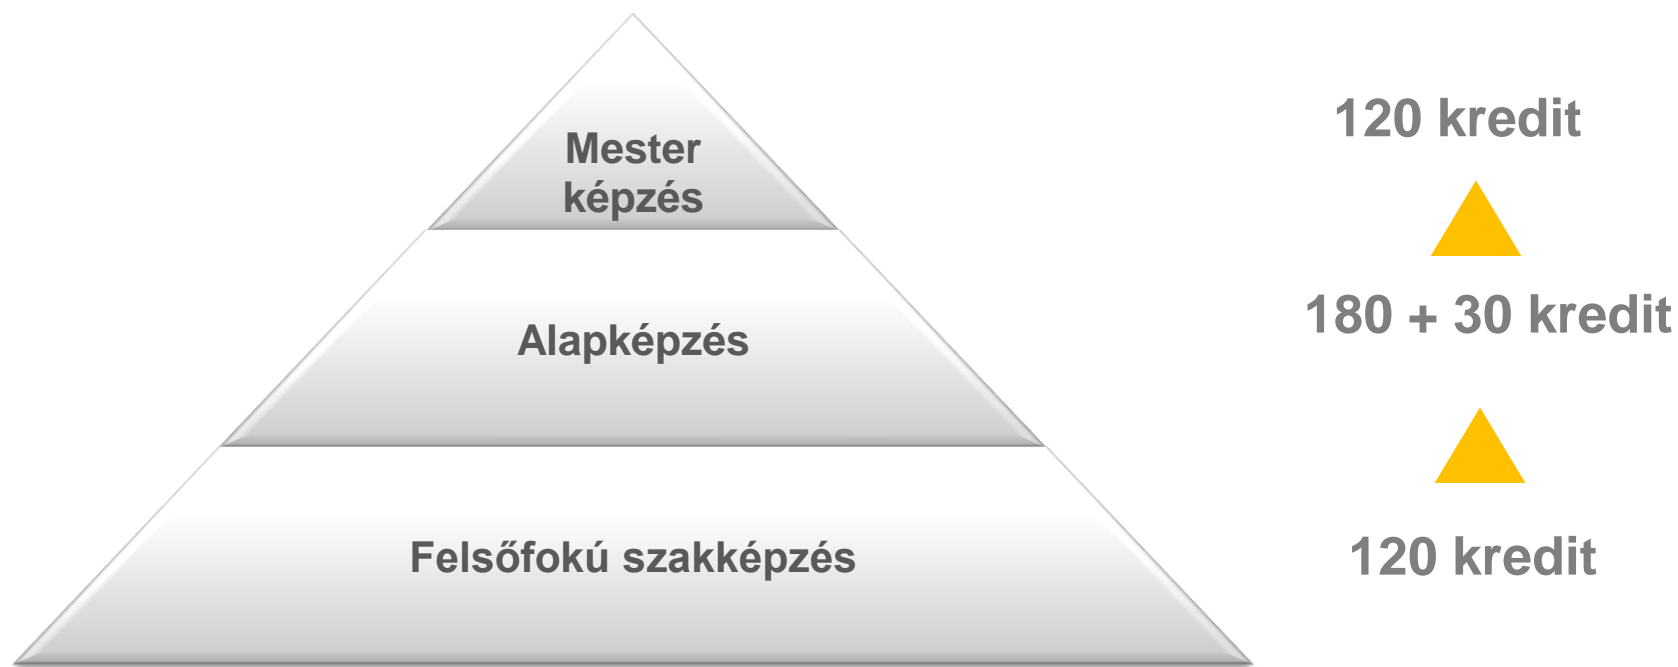 120 kredit
Mester
képzés
180 + 30 kredit
Alapképzés
Felsőfokú szakképzés
120 kredit